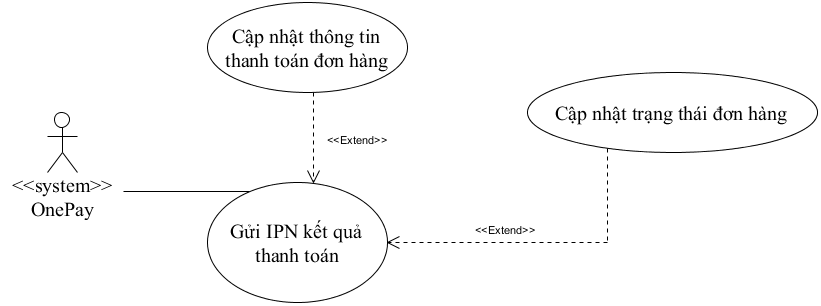 Cập nhật thông tin
thanh toán đơn hàng
Cập nhật trạng thái đơn hàng
<<Extend>>
<<system>>
OnePay
Gửi IPN kết quả
thanh toán
<<Extend>>